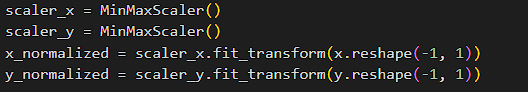 scaler_x = MinMaxScaler()
scaler_y = MinMaxScaler()
x_normalized = scaler_x.fit_transform(x.reshape(-1, 1))
y_normalized = scaler_y.fit_transform(y.reshape(-1, 1))